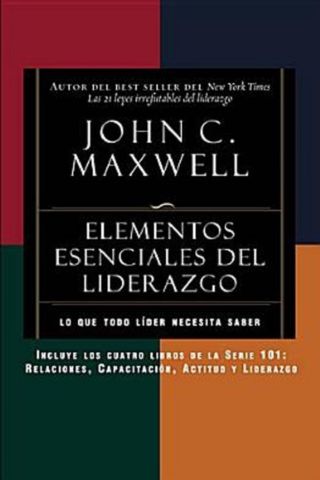 AUTOR DEL BEST SELLER DEL New York Times
Las 21 leyes irrefutables del liderazgo
JOHN C.
MAXWELL
ELEMENTOS
ESENCIALES DEL
LIDERAZGO
LO QUE TODO LÍDER NECESITA SABER
INCLUYE LOS CUATRO LIBROS DE LA SERIE 101:
RELACIONES, CAPACITACIÓN, ACTITUD Y LIDERAZGO